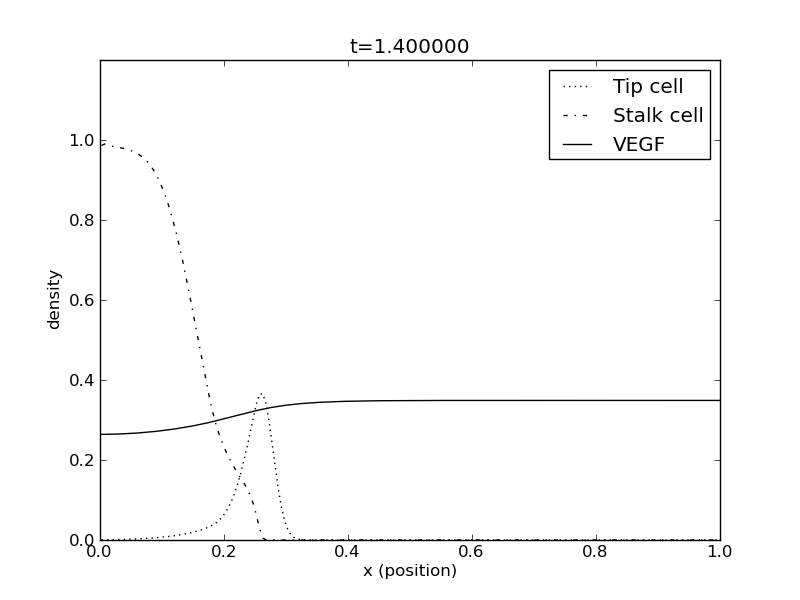 t=1.400000
Tip cell
Stalk cell
VEGF
density
1.0
0.8
0.6
0.4
0.2
0.0
0.0 0.2 0.4 0.6 0.8 1.0
x (position)